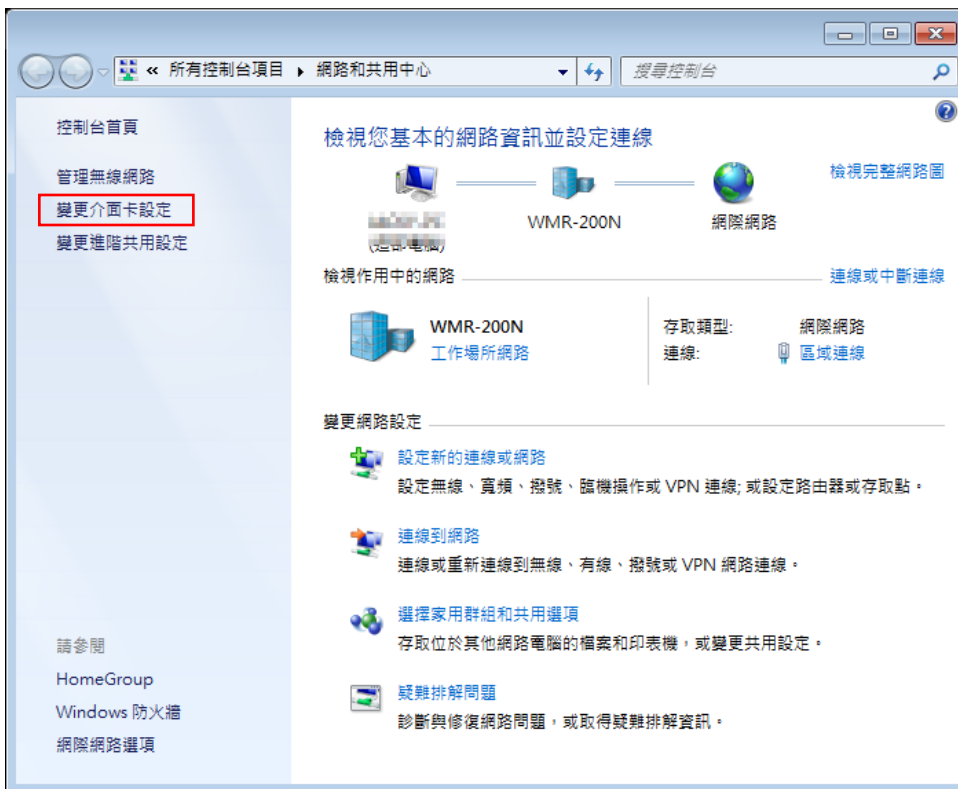 « 所有控制台項目 ▸ 網路和共用中心
搜尋控制台
控制台首頁
管理無線網路
變更介面卡設定
變更進階共用設定
請參閱
HomeGroup
Windows 防火牆
網際網路選項
檢視您基本的網路資訊並設定連線
檢視完整網路圖
WMR-200N
網際網路
檢視作用中的網路
連線或中斷連線
WMR-200N
工作場所網路
存取類型: 網際網路
連線: 區域連線
變更網路設定
設定新的連線或網路
設定無線、寬頻、撥號、臨機操作或 VPN 連線; 或設定路由器或存取點。
連線到網路
連線或重新連線到無線、有線、撥號或 VPN 網路連線。
選擇家用群組和共用選項
存取位於其他網路電腦的檔案和印表機，或變更共用設定。
疑難排解問題
診斷與修復網路問題，或取得疑難排解資訊。